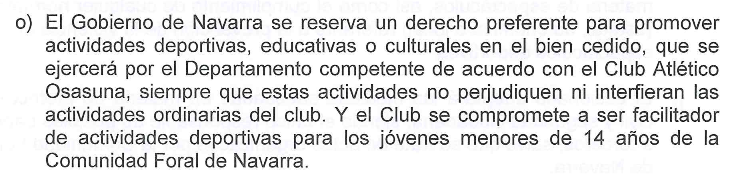 o) El Gobierno de Navarra se reserva un derecho preferente para promover
actividades deportivas, educativas o culturales en el bien cedido, que se
ejercerá por el Departamento competente de acuerdo con el Club Atlético
Osasuna, siempre que estas actividades no perjudiquen ni interfieran las
actividades ordinarias del club. Y el Club se compromete a ser facilitador
de actividades deportivas para los jóvenes menores de 14 años de la
Comunidad Foral de Navarra.